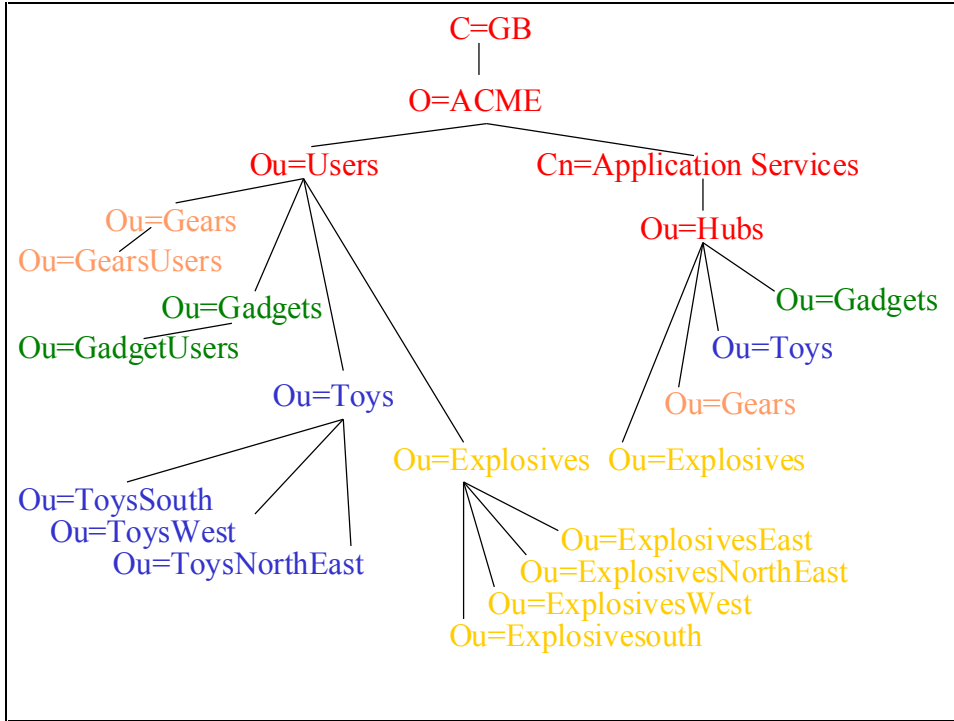 C=GB
O=ACME
Ou=Users
Cn=Application Services
Ou=Gears
Ou=Hubs
Ou=GearsUsers
Ou=Gadgets
Ou=Gadgets
Ou=GadgetUsers
Ou=Toys
Ou=Toys
Ou=Gears
Ou=Explosives
Ou=Explosives
Ou=ToysSouth
Ou=ToysWest
Ou=ToysNorthEast
Ou=ExplosivesEast
Ou=ExplosivesNorthEast
Ou=ExplosivesWest
Ou=Explosivesouth